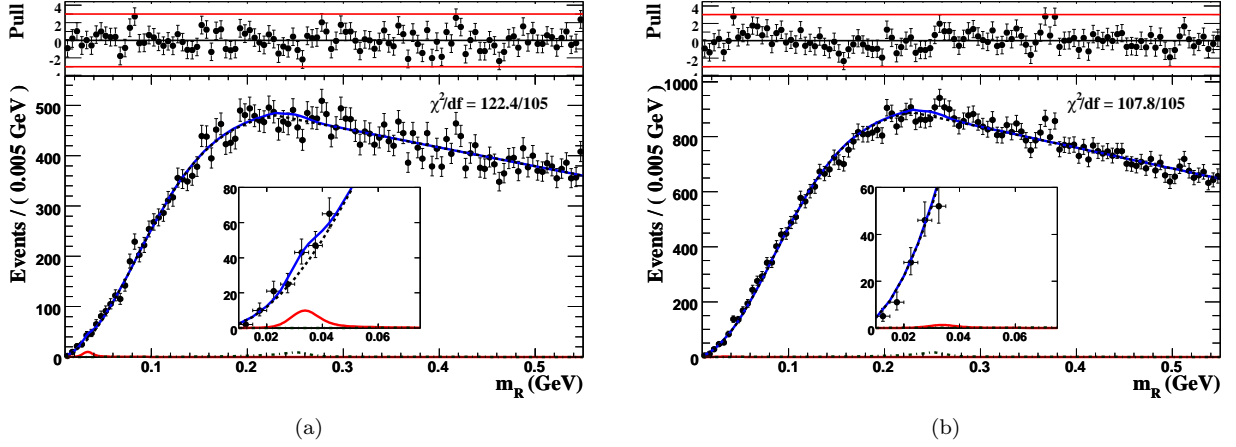 Pull
4
2
0
-2
4
χ²/df = 122.4/105
Events / ( 0.005 GeV )
500
400
300
200
100
0
80
60
40
20
0
0.02 0.04 0.06
0.1 0.2 0.3 0.4 0.5
m_R (GeV)
(a)
Pull
4
2
0
-2
4
χ²/df = 107.8/105
Events / ( 0.005 GeV )
1000
800
600
400
200
0
60
40
20
0
0.02 0.04 0.06
0.1 0.2 0.3 0.4 0.5
m_R (GeV)
(b)